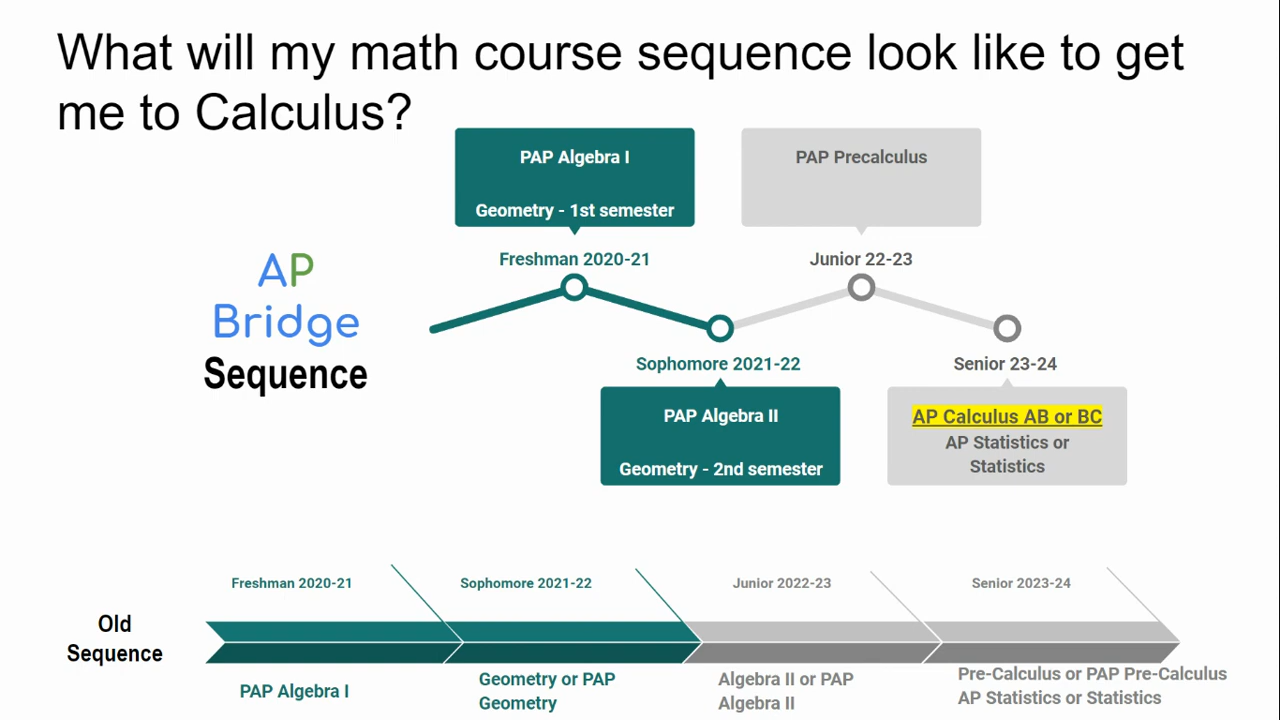 What will my math course sequence look like to get
me to Calculus?
PAP Algebra I
Geometry - 1st semester
PAP Precalculus
Freshman 2020-21
Junior 22-23
AP
Bridge
Sequence
Sophomore 2021-22
Senior 23-24
PAP Algebra II
Geometry - 2nd semester
AP Calculus AB or BC
AP Statistics or
Statistics
Freshman 2020-21
Sophomore 2021-22
Junior 2022-23
Senior 2023-24
Old
Sequence
PAP Algebra I
Geometry or PAP
Geometry
Algebra II or PAP
Algebra II
Pre-Calculus or PAP Pre-Calculus
AP Statistics or Statistics